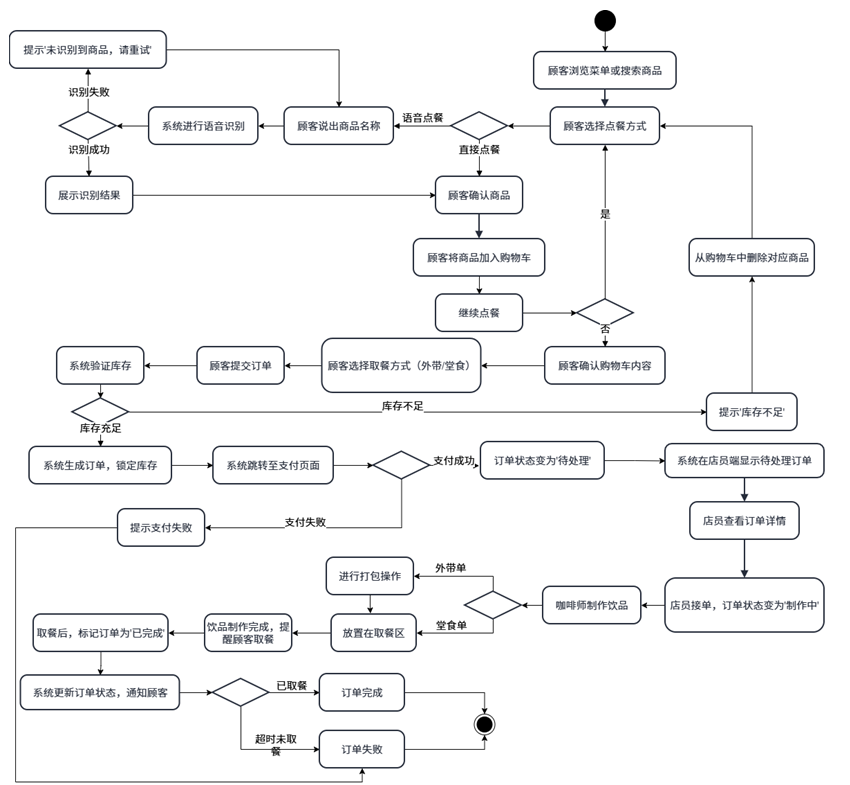 提示'未识别到商品，请重试'
顾客浏览菜单或搜索商品
识别失败
系统进行语音识别
顾客说出商品名称
语音点餐
顾客选择点餐方式
识别成功
直接点餐
展示识别结果
顾客确认商品
是
顾客将商品加入购物车
从购物车中删除对应商品
继续点餐
否
系统验证库存
顾客提交订单
顾客选择取餐方式（外带/堂食）
顾客确认购物车内容
库存不足
提示'库存不足'
库存充足
系统生成订单，锁定库存
系统跳转至支付页面
支付成功
订单状态变为'待处理'
系统在店员端显示待处理订单
提示支付失败
支付失败
店员查看订单详情
进行打包操作
外带单
咖啡师制作饮品
店员接单，订单状态变为'制作中'
取餐后，标记订单为'已完成'
饮品制作完成，提
醒顾客取餐
放置在取餐区
堂食单
系统更新订单状态，通知顾客
已取餐
订单完成
超时未取
餐
订单失败